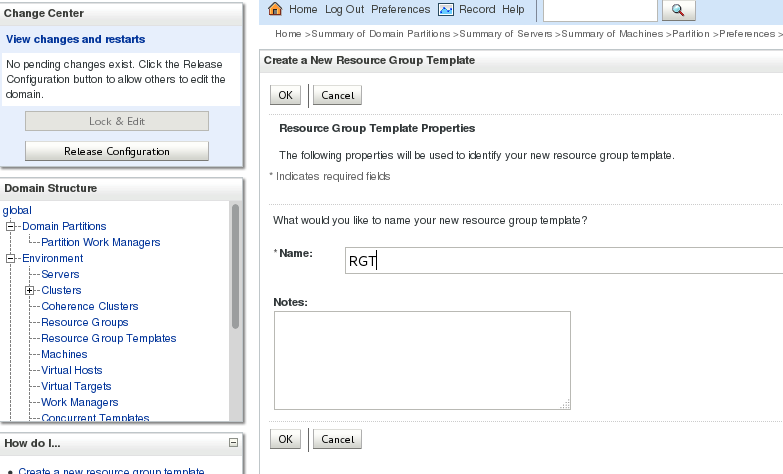 Change Center
View changes and restarts
No pending changes exist. Click the Release
Configuration button to allow others to edit the
domain.
Lock & Edit
Release Configuration
Domain Structure
global
Domain Partitions
Partition Work Managers
Environment
Servers
Clusters
Coherence Clusters
Resource Groups
Resource Group Templates
Machines
Virtual Hosts
Virtual Targets
Work Managers
Concurrent Templates
How do I...
Create a new resource group template
Home Log Out Preferences Record Help
Home >Summary of Domain Partitions >Summary of Servers >Summary of Machines >Partition >Preferences >
Create a New Resource Group Template
OK Cancel
Resource Group Template Properties
The following properties will be used to identify your new resource group template.
* Indicates required fields
What would you like to name your new resource group template?
* Name: RGT
Notes:
OK Cancel